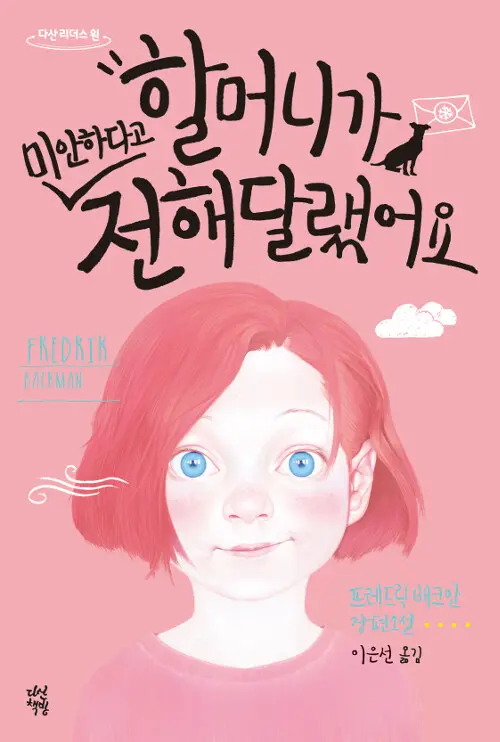 다산 리더스 원
"할머니가
미안하다고
전해달랬어요
FREDRIK
BACKMAN
프레드릭 배크만
장편소설
이은선 옮김
다산
책방